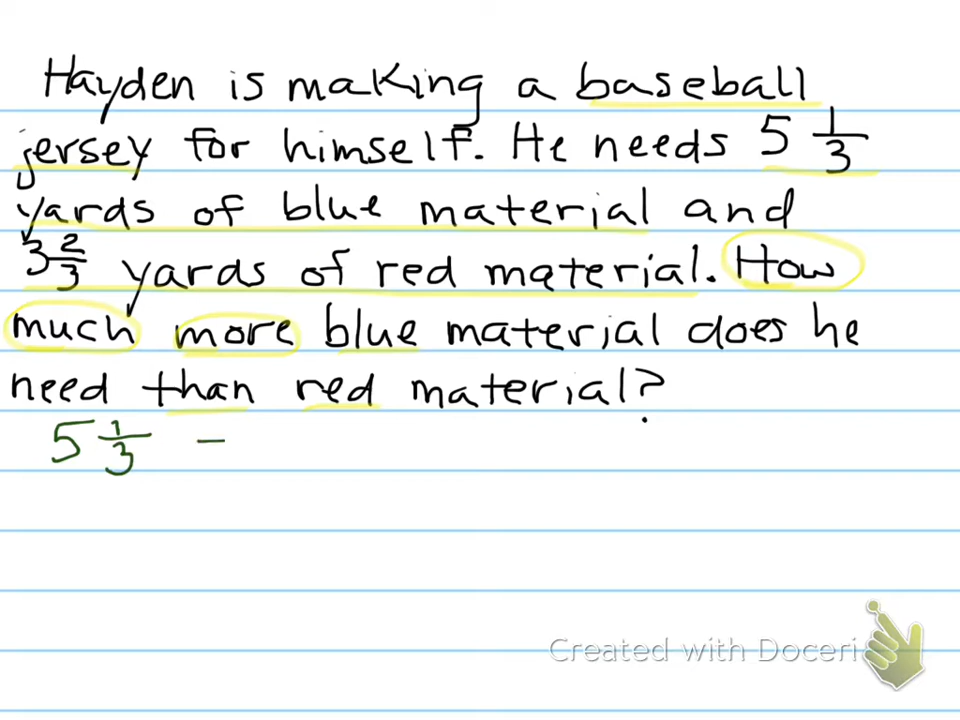 Hayden is making a baseball
jersey for himself. He needs 5 1/3
yards of blue material and
3 2/3 yards of red material. How
much more blue material does he
need than red material?
5 1/3 -
Created with Doceri